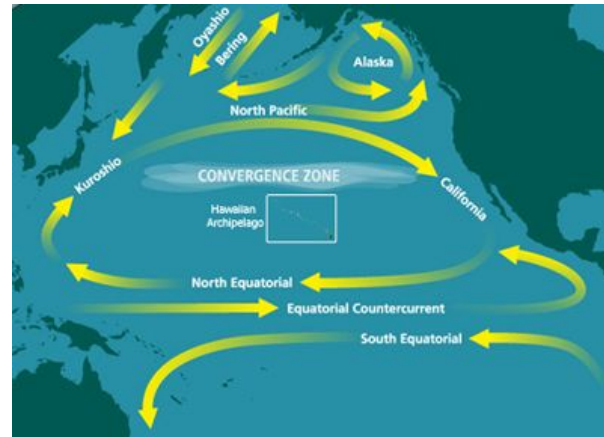 Oyashio
Bering
Alaska
North Pacific
Kuroshio
CONVERGENCE ZONE
California
Hawaiian
Archipelago
North Equatorial
Equatorial Countercurrent
South Equatorial